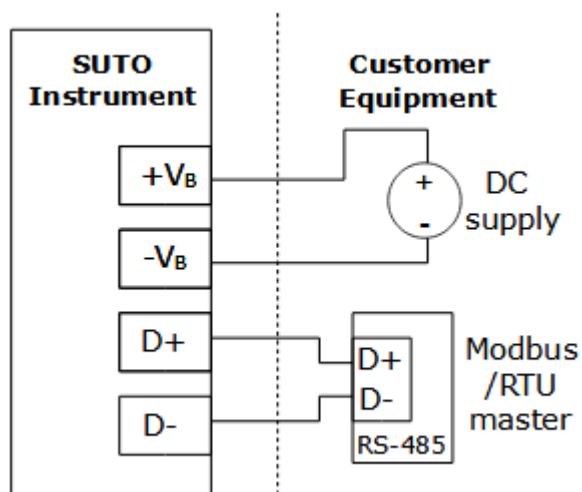 SUTO
Instrument
Customer
Equipment
+VB
-VB
D+
D-
+
-
DC
supply
D+
D-
RS-485
Modbus
/RTU
master